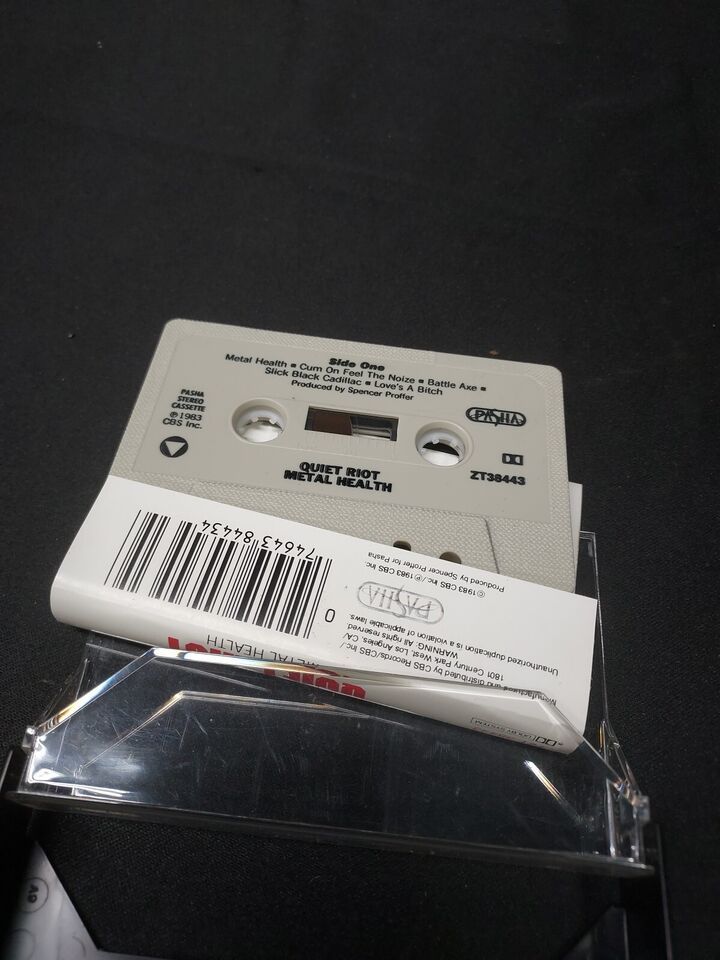 Side One
Metal Health ▪ Cum On Feel The Noize ▪ Battle Axe ▪
Slick Black Cadillac ▪ Love's A Bitch
Produced by Spencer Proffer
PASHA
STEREO
CASSETTE
℗ 1983
CBS Inc.
PASHA
ZT38443
QUIET RIOT
METAL HEALTH
0 74643 84434
Produced by Spencer Proffer for Pasha
© 1983 CBS Inc./℗ 1983 CBS Inc.
PASHA
Manufactured and distributed by CBS Records/CBS Inc./
1801 Century Park West, Los Angeles, CA/
WARNING: All rights reserved.
Unauthorized duplication is a violation of applicable laws.
METAL HEALTH
A9